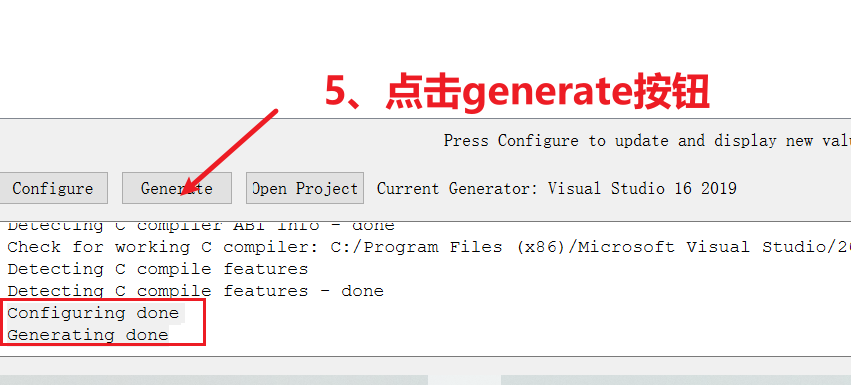 5、点击generate按钮
Press Configure to update and display new
Configure Generate Open Project Current Generator: Visual Studio 16 2019
Detecting C compiler ABI info - done
Check for working C compiler: C:/Program Files (x86)/Microsoft Visual Studio/20
Detecting C compile features
Detecting C compile features - done
Configuring done
Generating done